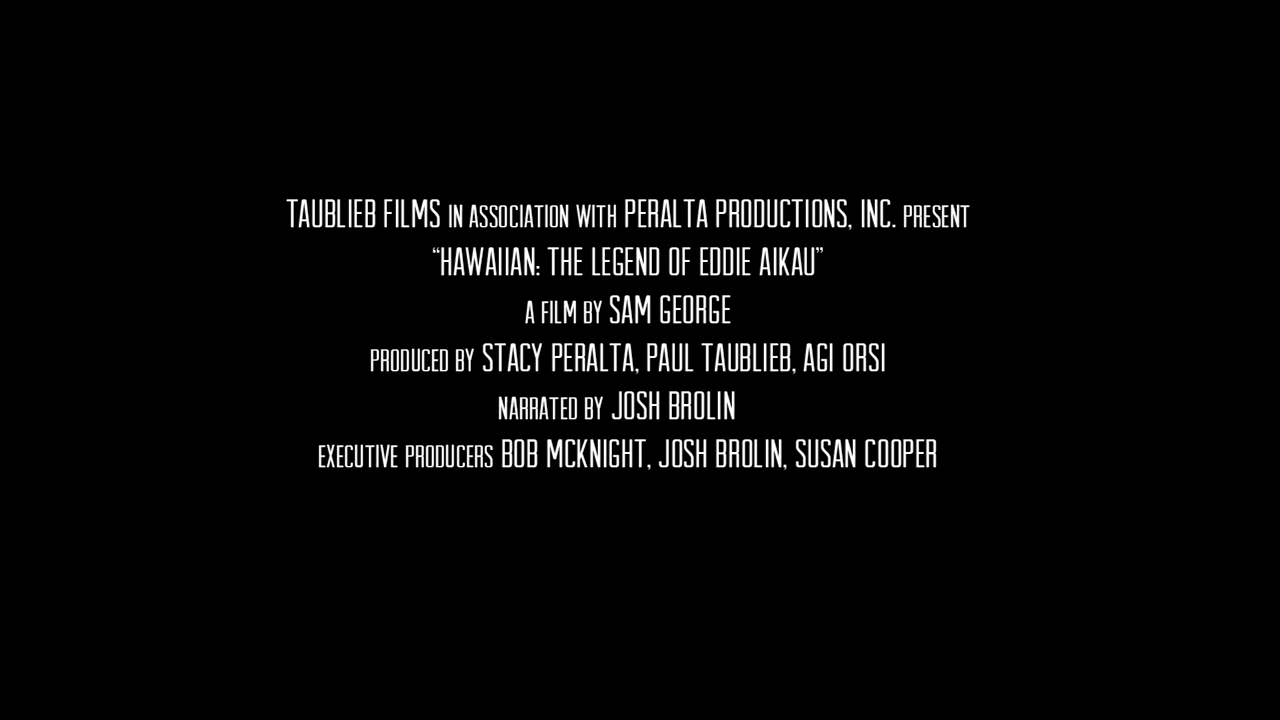 TAUBLIEB FILMS IN ASSOCIATION WITH PERALTA PRODUCTIONS, INC. PRESENT
“HAWAIIAN: THE LEGEND OF EDDIE AIKAU”
A FILM BY SAM GEORGE
PRODUCED BY STACY PERALTA, PAUL TAUBLIEB, AGI ORSI
NARRATED BY JOSH BROLIN
EXECUTIVE PRODUCERS BOB MCKNIGHT, JOSH BROLIN, SUSAN COOPER